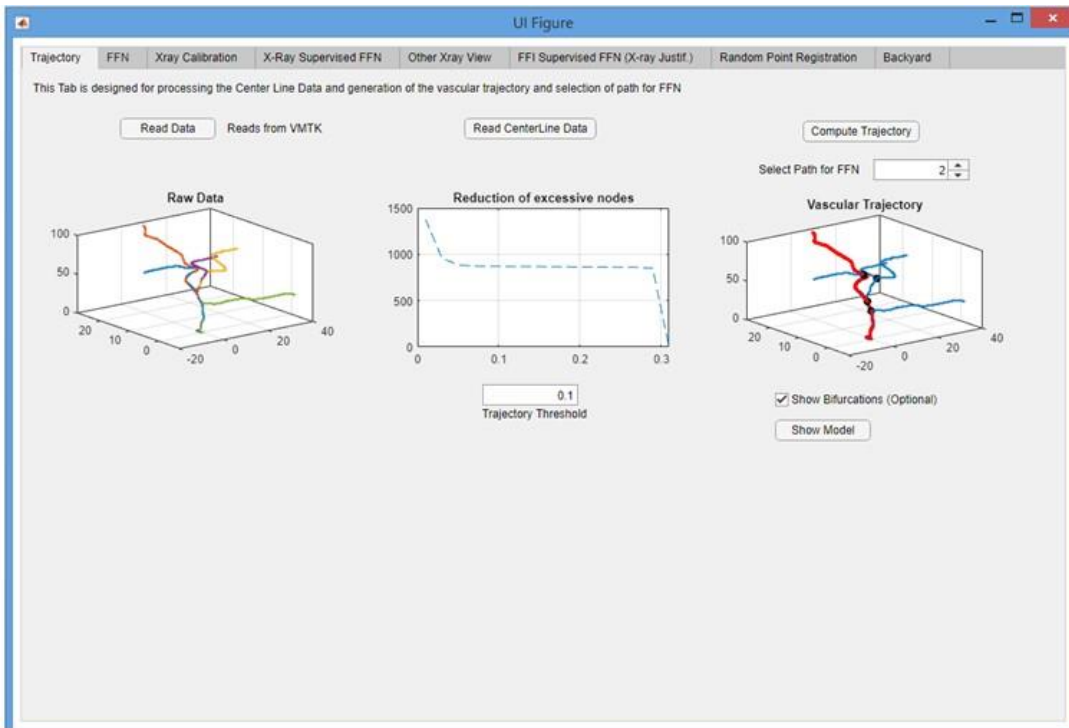 UI Figure
Trajectory FFN Xray Calibration X-Ray Supervised FFN Other Xray View FFI Supervised FFN (X-ray Justif.) Random Point Registration Backyard
This Tab is designed for processing the Center Line Data and generation of the vascular trajectory and selection of path for FFN
Read Data Reads from VMTK Read CenterLine Data Compute Trajectory
Select Path for FFN 2
Raw Data
100
50
0
20
10
0
-20
0
20
40
Reduction of excessive nodes
1500
1000
500
0
0 0.1 0.2 0.3
0.1
Trajectory Threshold
Vascular Trajectory
100
50
0
20
10
0
-20
0
20
40
Show Bifurcations (Optional)
Show Model